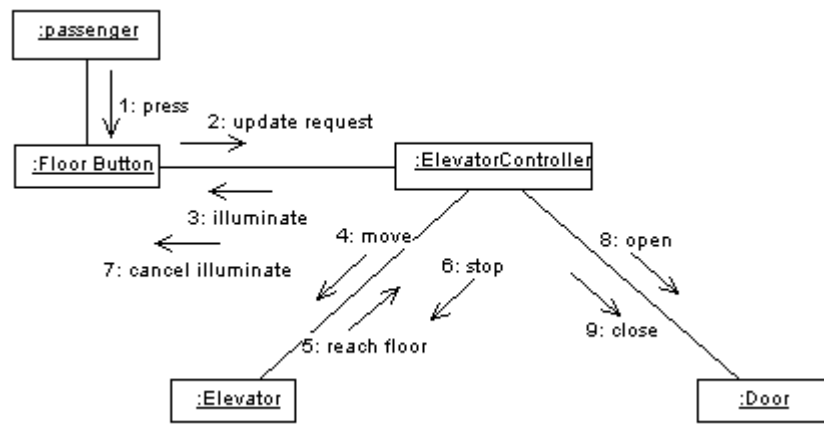 :passenger
1: press
2: update request
:Floor Button
:ElevatorController
3: illuminate
4: move
8: open
7: cancel illuminate
6: stop
5: reach floor
9: close
:Elevator
:Door